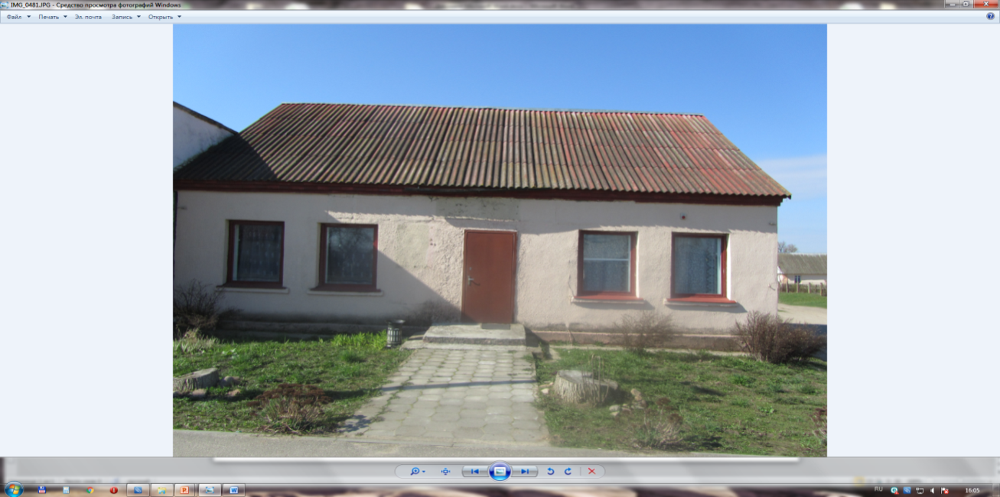 IMG_0481.JPG - Средство просмотра фотографий Windows
Файл Печать Эл. почта Запись Открыть
RU 16:05